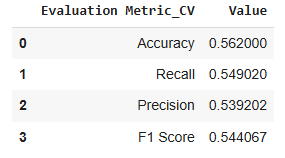 Evaluation Metric_CV Value
0 Accuracy 0.562000
1 Recall 0.549020
2 Precision 0.539202
3 F1 Score 0.544067